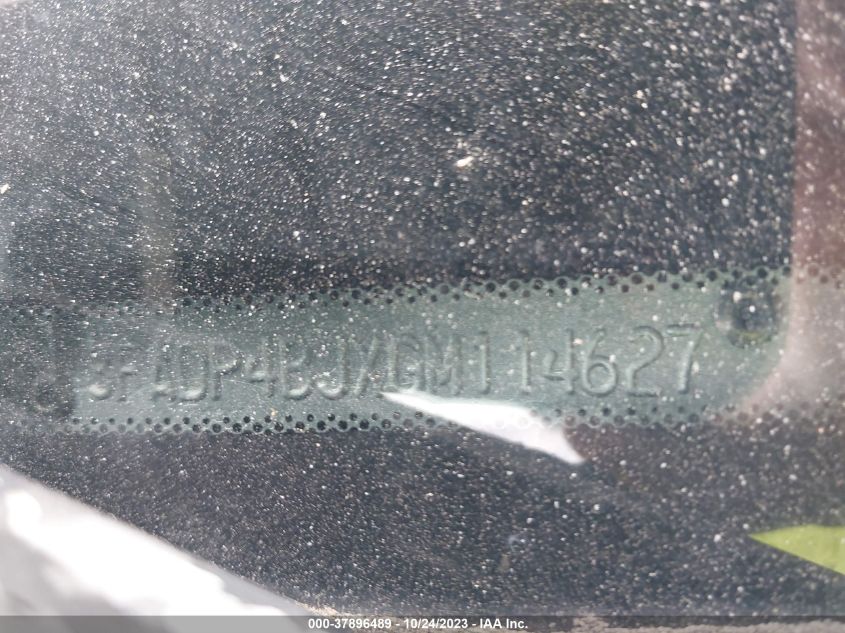 3FADP4BJXGM114627
000-37896489 - 10/24/2023 - IAA Inc.